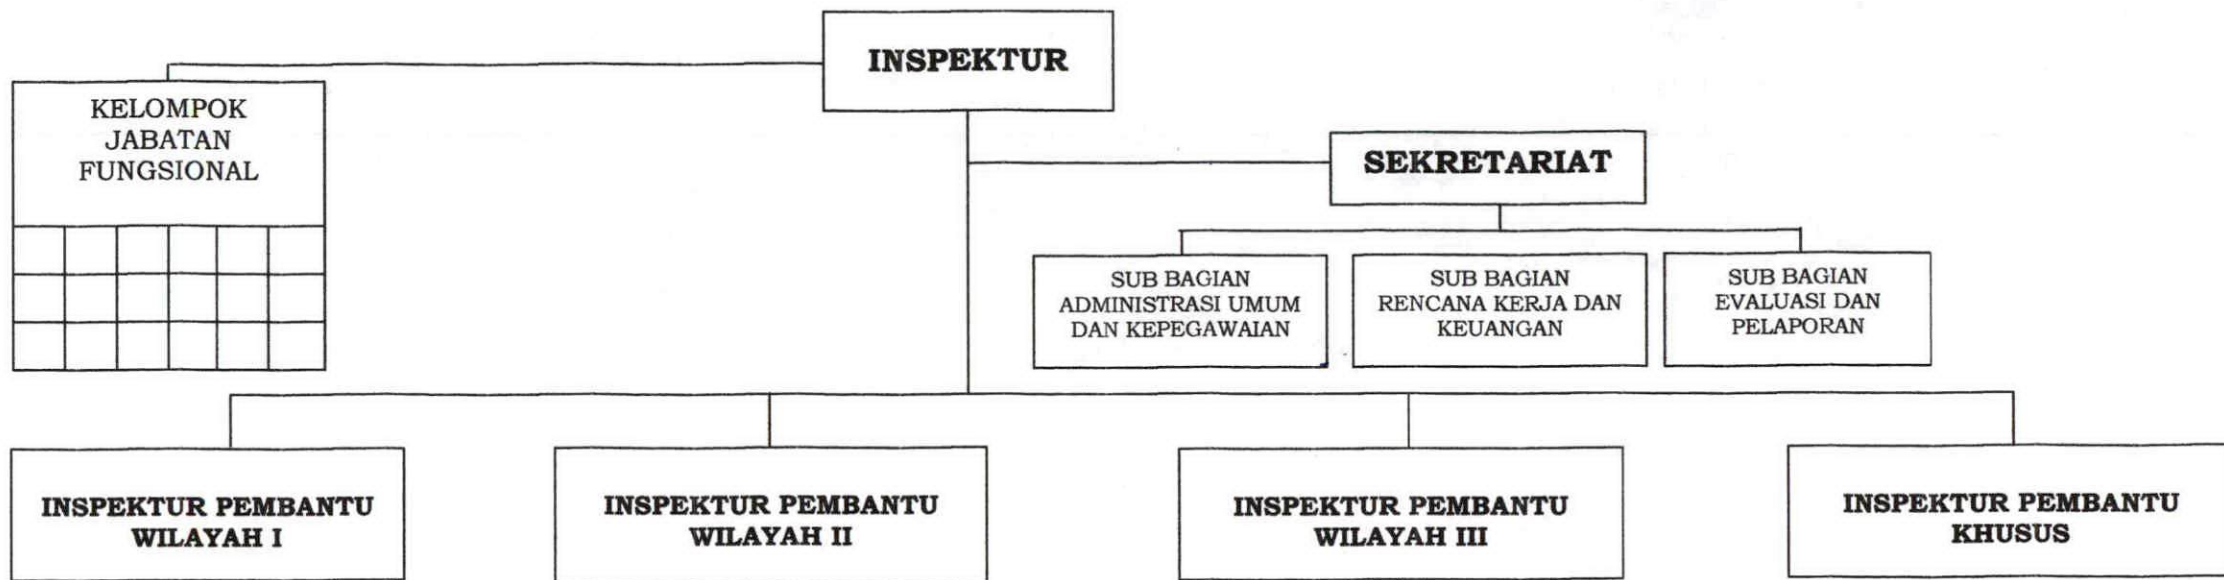 INSPEKTUR
KELOMPOK
JABATAN
FUNGSIONAL
SEKRETARIAT
SUB BAGIAN
ADMINISTRASI UMUM
DAN KEPEGAWAIAN
SUB BAGIAN
RENCANA KERJA DAN
KEUANGAN
SUB BAGIAN
EVALUASI DAN
PELAPORAN
INSPEKTUR PEMBANTU
WILAYAH I
INSPEKTUR PEMBANTU
WILAYAH II
INSPEKTUR PEMBANTU
WILAYAH III
INSPEKTUR PEMBANTU
KHUSUS